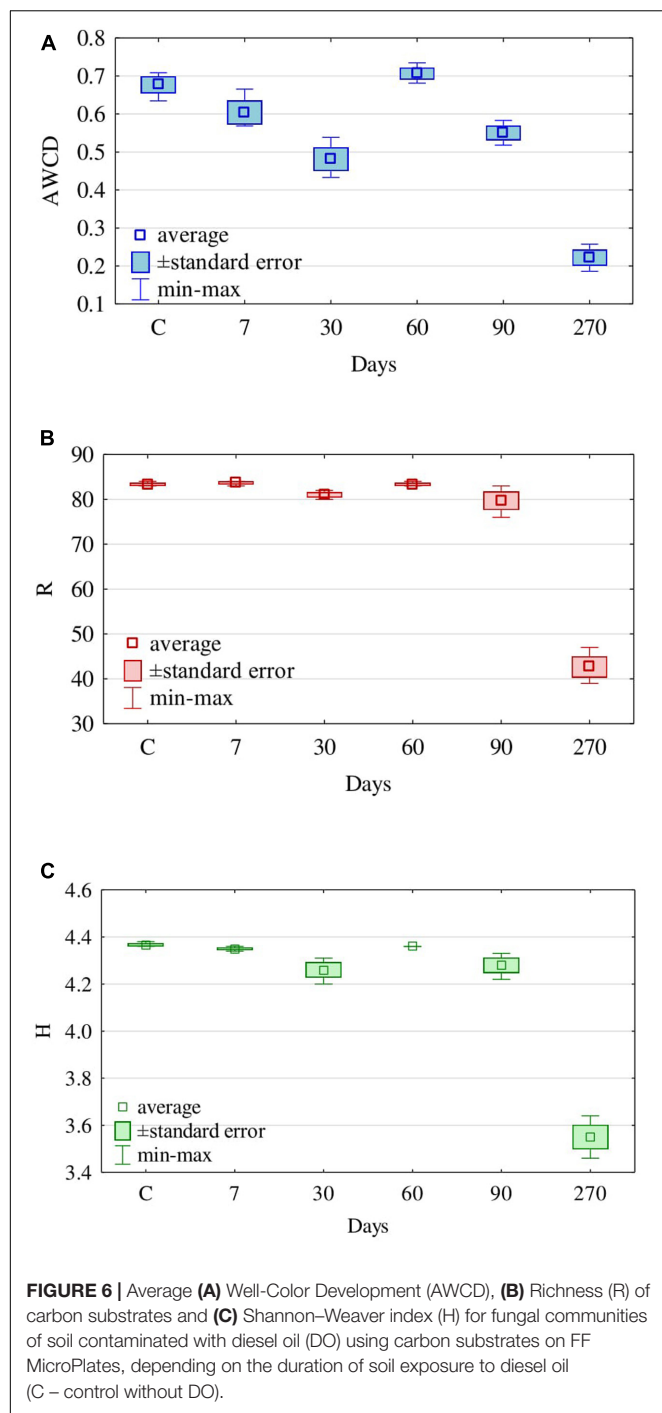 A
0.8
0.7
0.6
0.5
0.4
0.3
0.2
0.1
AWCD
average
±standard error
min-max
C 7 30 60 90 270
Days
B
90
80
70
60
50
40
30
R
average
±standard error
min-max
C 7 30 60 90 270
Days
C
4.6
4.4
4.2
4.0
3.8
3.6
3.4
H
average
±standard error
min-max
C 7 30 60 90 270
Days
FIGURE 6 | Average (A) Well-Color Development (AWCD), (B) Richness (R) of
carbon substrates and (C) Shannon–Weaver index (H) for fungal communities
of soil contaminated with diesel oil (DO) using carbon substrates on FF
MicroPlates, depending on the duration of soil exposure to diesel oil
(C – control without DO).